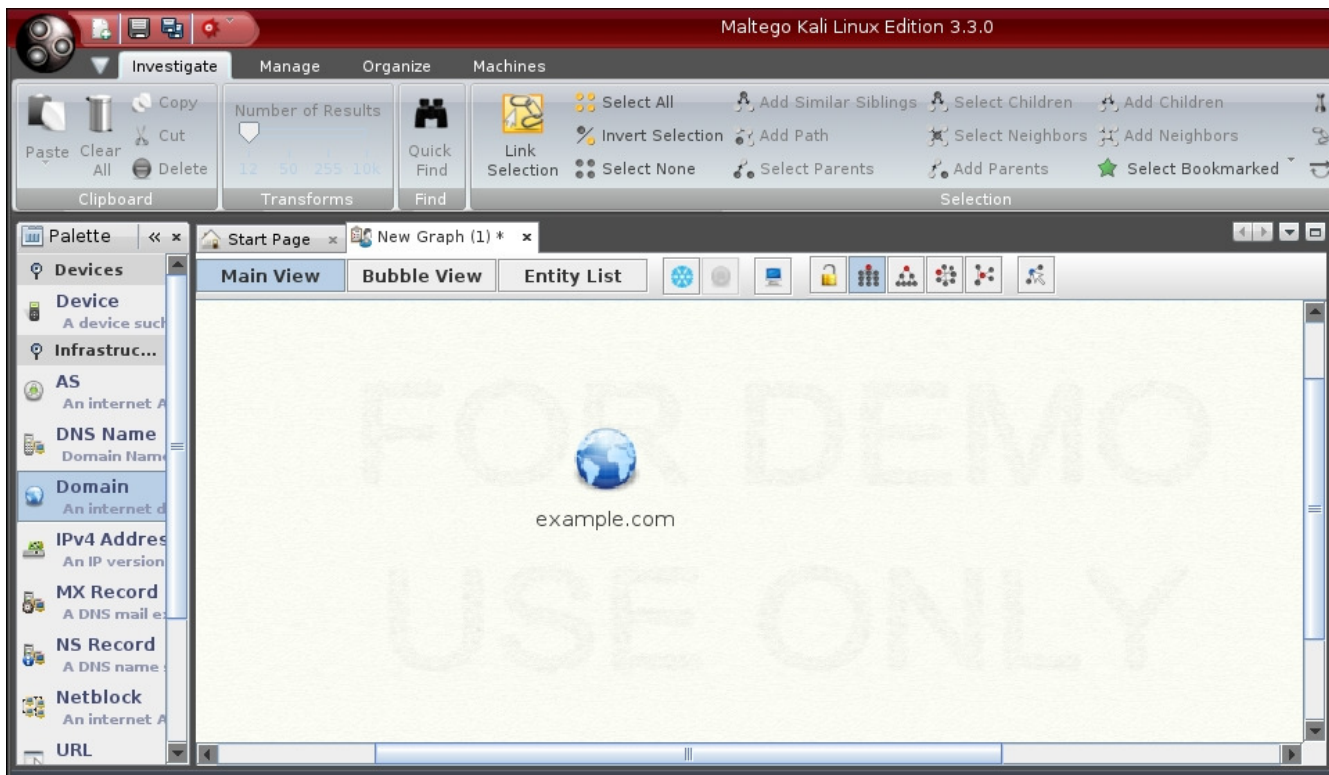 Maltego Kali Linux Edition 3.3.0
Investigate Manage Organize Machines
Paste
Clear All
Copy
Cut
Delete
Clipboard
Number of Results
12 50 255 10k
Transforms
Quick Find
Find
Link Selection
Select All
Invert Selection
Select None
Add Similar Siblings
Add Path
Select Parents
Select Children
Select Neighbors
Add Parents
Add Children
Add Neighbors
Select Bookmarked
Selection
Palette
Start Page
New Graph (1) *
Main View Bubble View Entity List
Devices
Device
A device such
Infrastruc...
AS
An internet A
DNS Name
Domain Name
Domain
An internet d
IPv4 Addres
An IP version
MX Record
A DNS mail e
NS Record
A DNS name
Netblock
An internet A
URL
example.com
FOR DEMO
USE ONLY